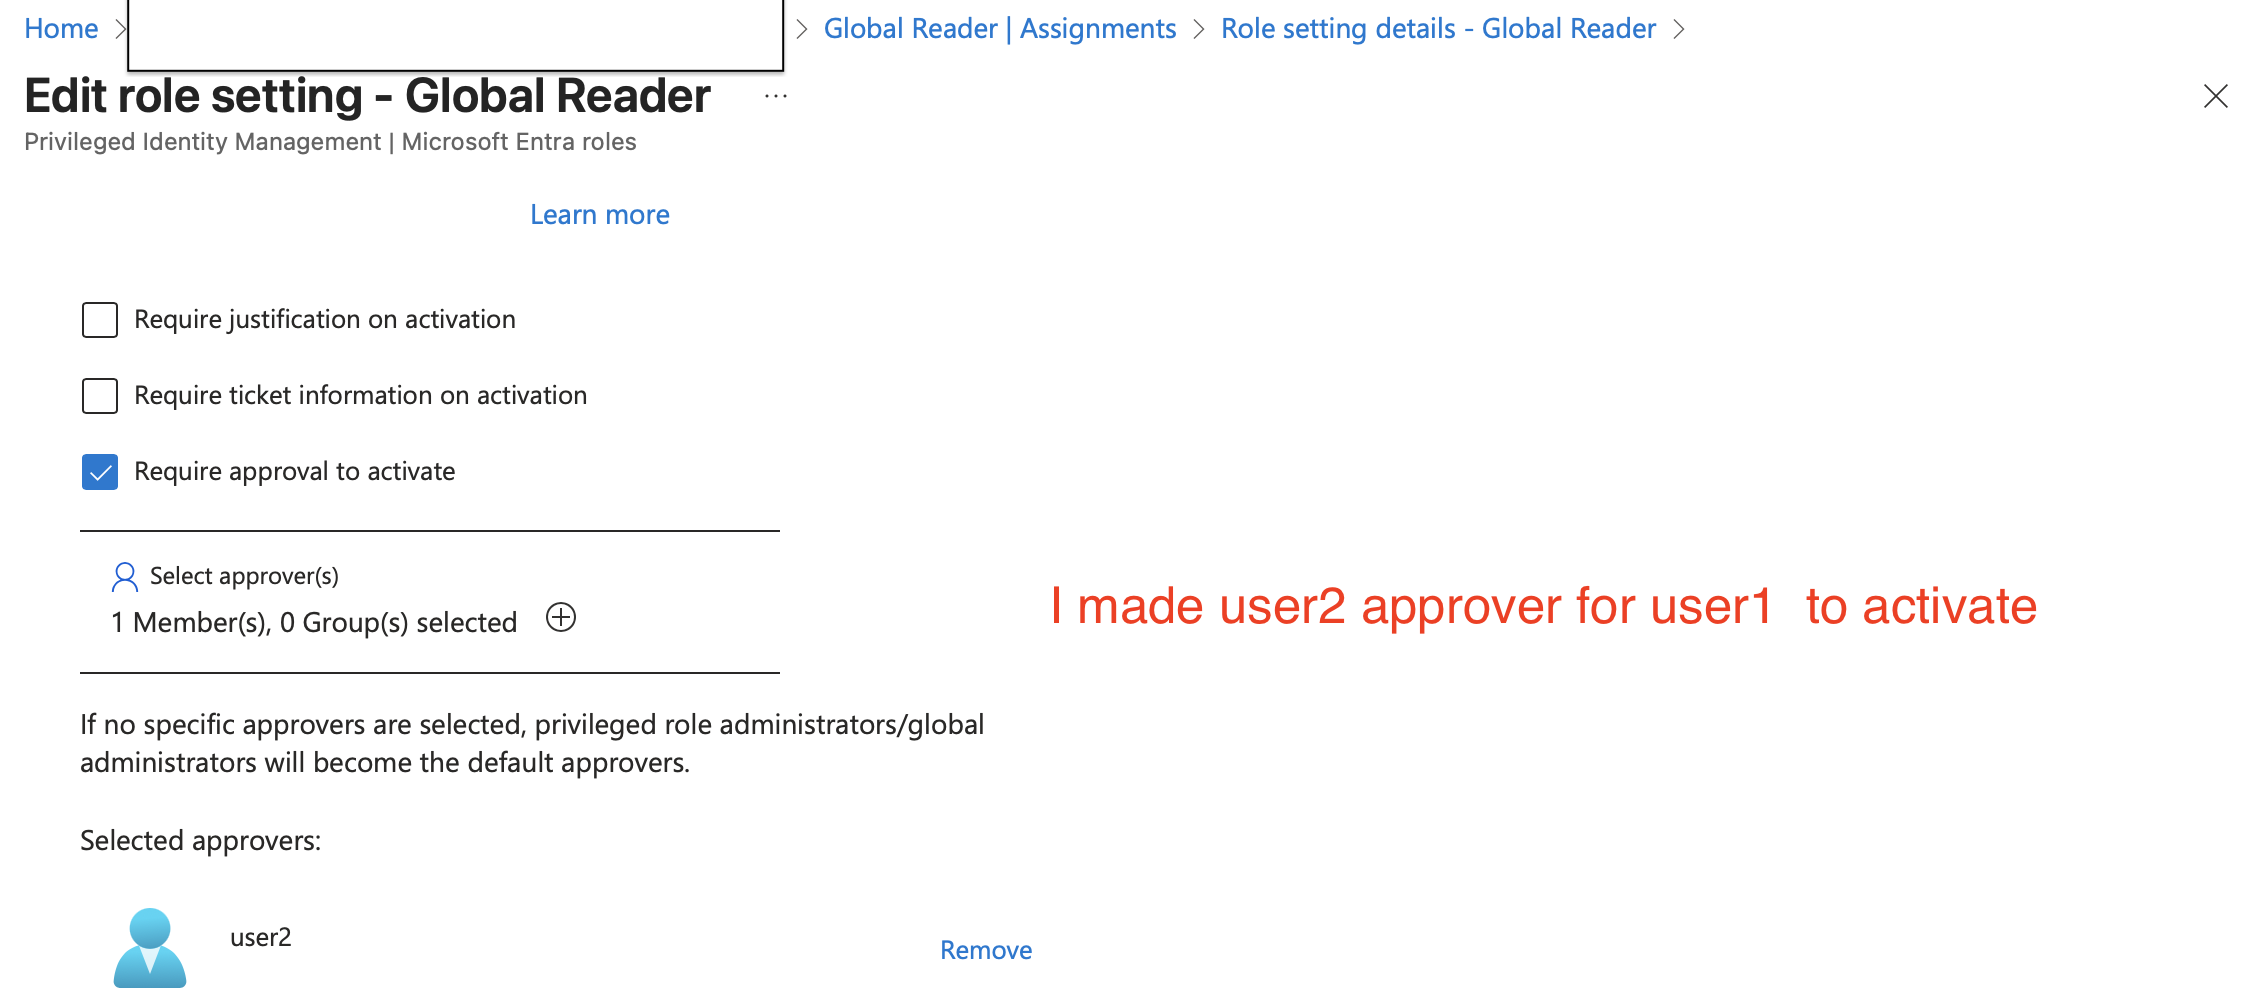 Home > > Global Reader | Assignments > Role setting details - Global Reader >
Edit role setting - Global Reader ...
Privileged Identity Management | Microsoft Entra roles
Learn more
Require justification on activation
Require ticket information on activation
Require approval to activate
Select approver(s)
1 Member(s), 0 Group(s) selected
I made user2 approver for user1 to activate
If no specific approvers are selected, privileged role administrators/global
administrators will become the default approvers.
Selected approvers:
user2
Remove